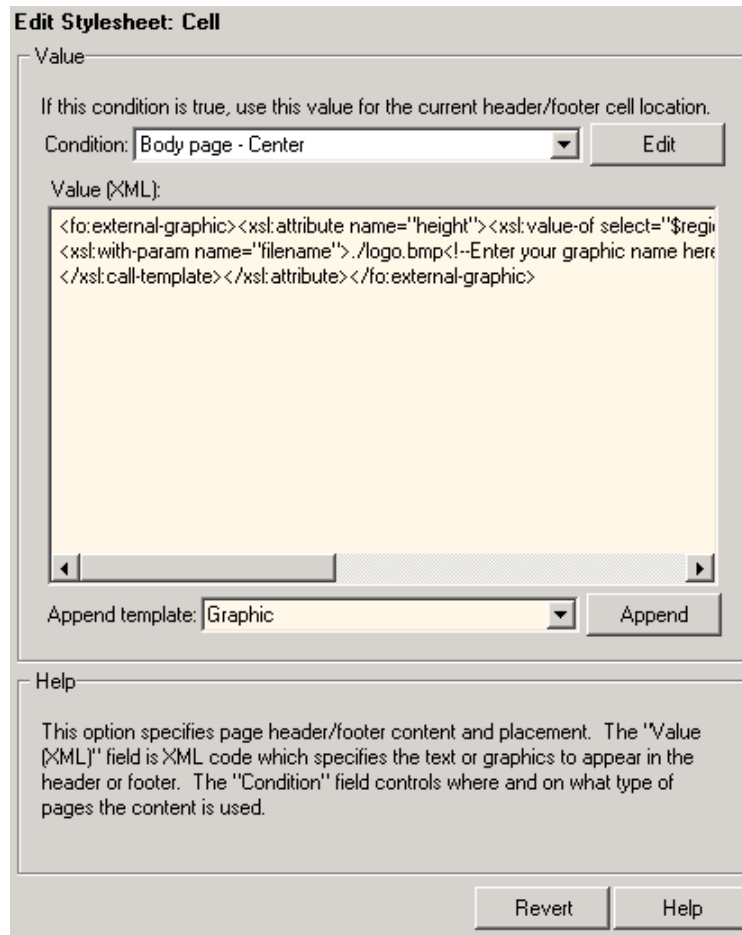 Edit Stylesheet: Cell
Value
If this condition is true, use this value for the current header/footer cell location.
Condition: Body page - Center Edit
Value (XML):
<fo:external-graphic><xsl:attribute name="height"><xsl:value-of select="$regi
<xsl:with-param name="filename">./logo.bmp<!--Enter your graphic name here
</xsl:call-template></xsl:attribute></fo:external-graphic>
Append template: Graphic Append
Help
This option specifies page header/footer content and placement. The "Value
(XML)" field is XML code which specifies the text or graphics to appear in the
header or footer. The "Condition" field controls where and on what type of
pages the content is used.
Revert Help